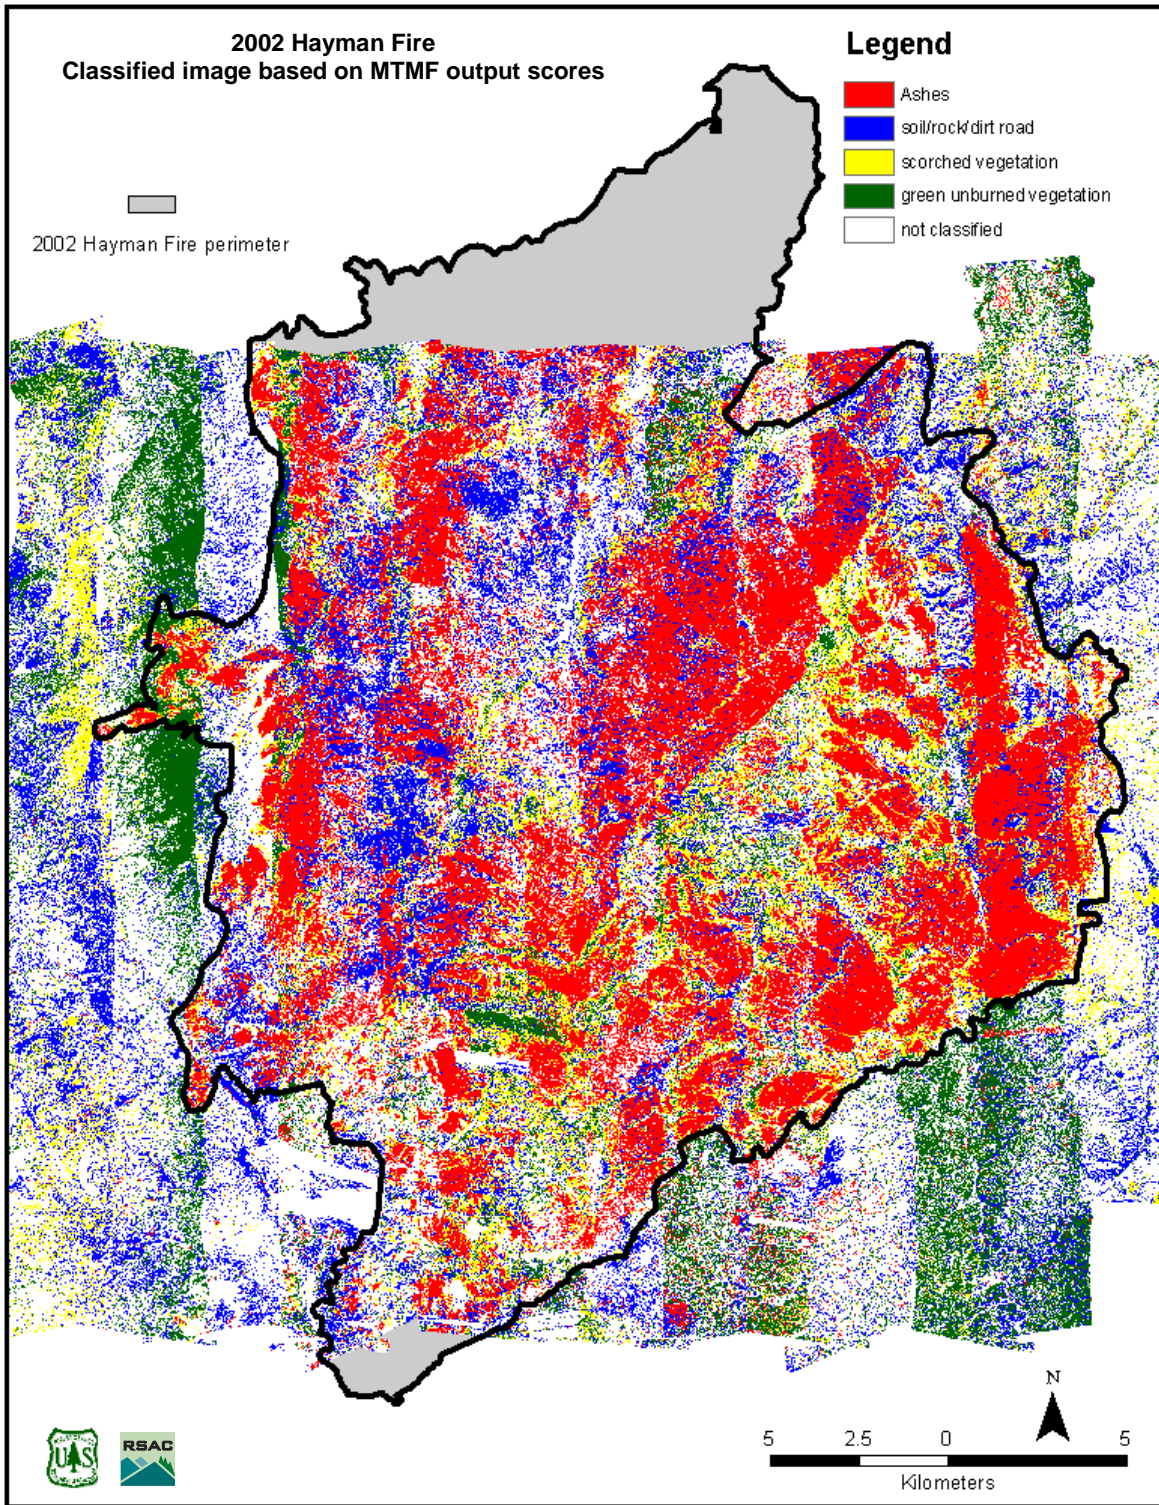 2002 Hayman Fire
Classified image based on MTMF output scores
Legend
Ashes
soil/rock/dirt road
scorched vegetation
green unburned vegetation
not classified
2002 Hayman Fire perimeter
N
5 2.5 0 5
Kilometers
U S
RSAC